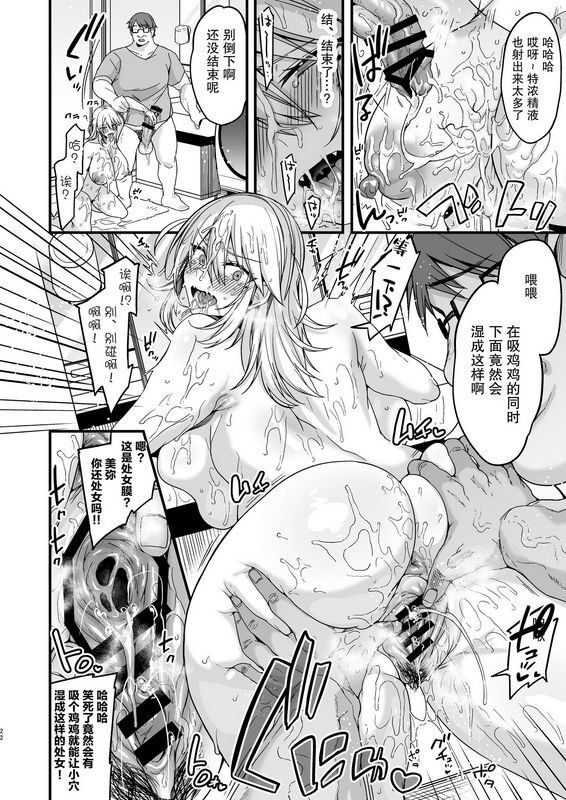 哈哈哈
哎呀~特浓精液
也射出来太多了
结、结束
了…？
别倒下啊
还没结束呢
哈？
诶？
喂
在吸鸡鸡的同时
下面竟然会
湿成这样啊
等
一下!?
诶啊!?
别、别碰啊！
啊啊！
嗯？
这是处女膜？
美弥
你还处女吗!!
哈哈哈
笑死了竟然会有
吸个鸡鸡就能让小穴
湿成这样的处女！
22